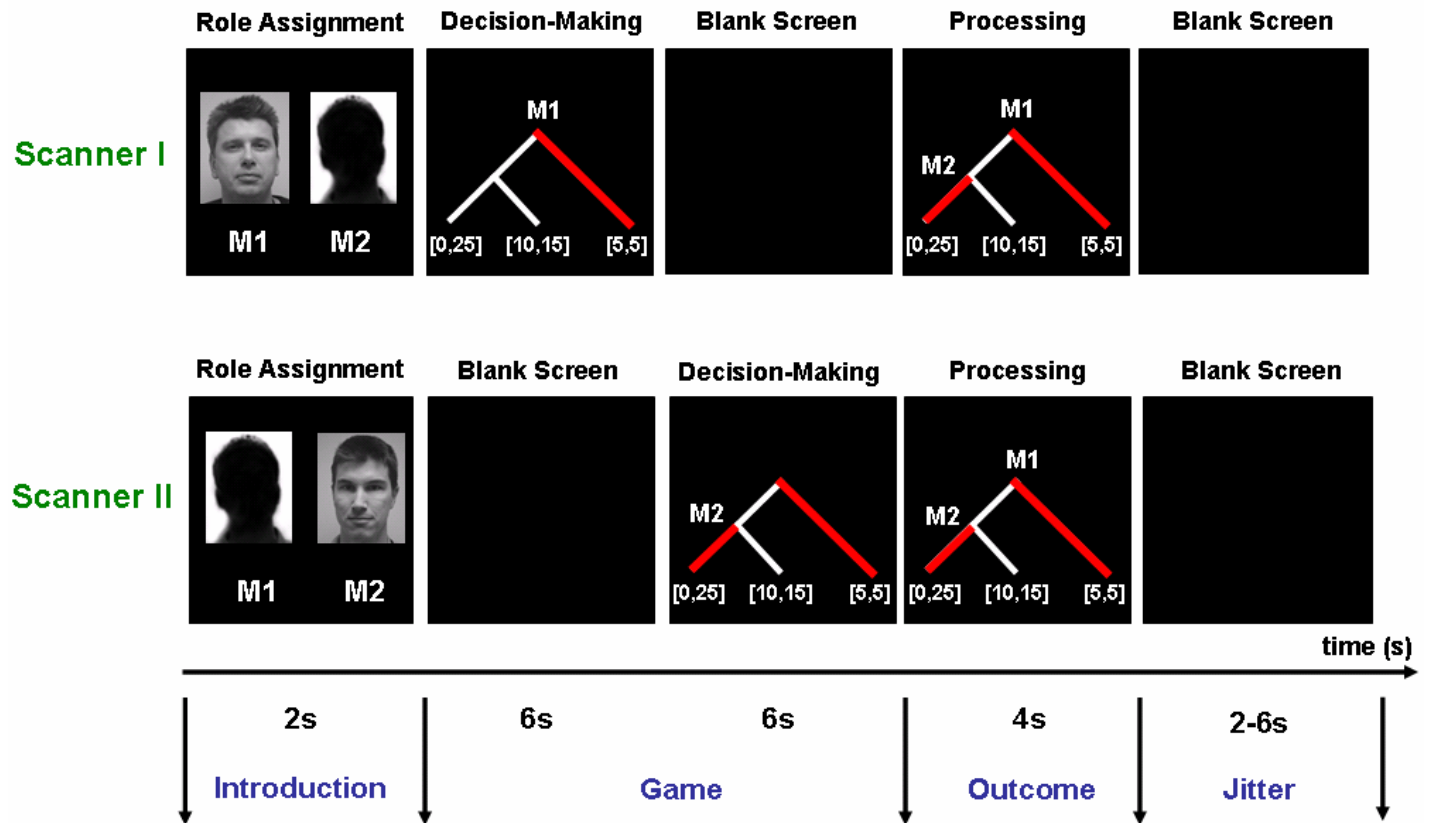 Role Assignment Decision-Making Blank Screen Processing Blank Screen
Scanner I
M1 M1
M2
M1 M2
[0,25] [10,15] [5,5] [0,25] [10,15] [5,5]
Role Assignment Blank Screen Decision-Making Processing Blank Screen
Scanner II
M1
M2 M2
M1 M2
[0,25] [10,15] [5,5] [0,25] [10,15] [5,5]
time (s)
2s 6s 6s 4s 2-6s
Introduction Game Outcome Jitter